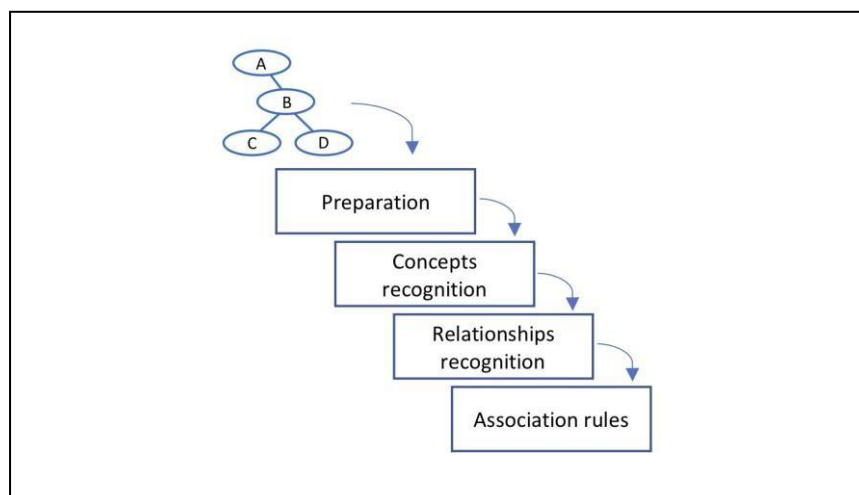 A
B
C D
Preparation
Concepts
recognition
Relationships
recognition
Association rules